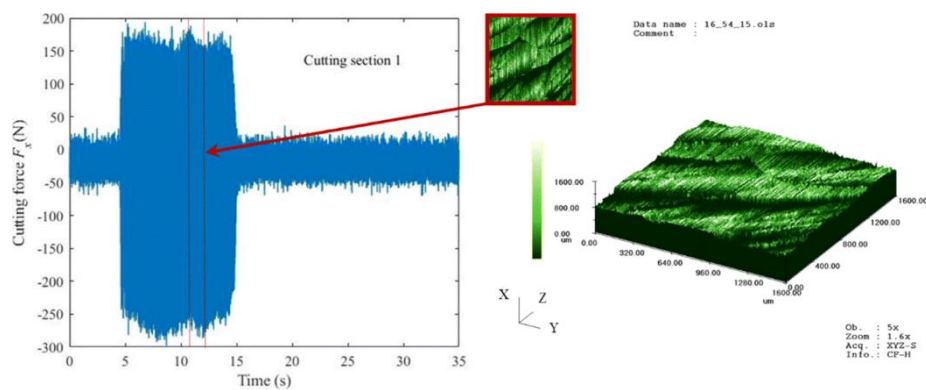 200
150
100
50
0
-50
-100
-150
-200
-250
-300
Cutting force Fx(N)
0 5 10 15 20 25 30 35
Time (s)
Cutting section 1
Data name : 16_54_15.ols
Comment :
1600.00
800.00
0.00
um
0.00
320.00
640.00
960.00
1280.00
1600.00
um
0.00
400.00
800.00
1200.00
1600.00
X
Z
Y
Ob. : 5x
Zoom : 1.6x
Acq. : XYZ-S
Info.: CF-H